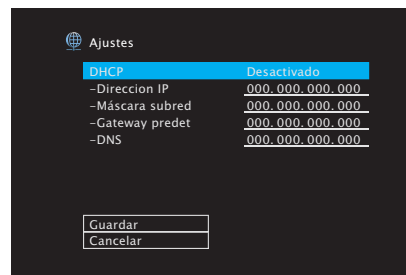 Ajustes
DHCP Desactivado
–Direccion IP 000.000.000.000
–Máscara subred 000.000.000.000
–Gateway predet 000.000.000.000
–DNS 000.000.000.000
Guardar
Cancelar